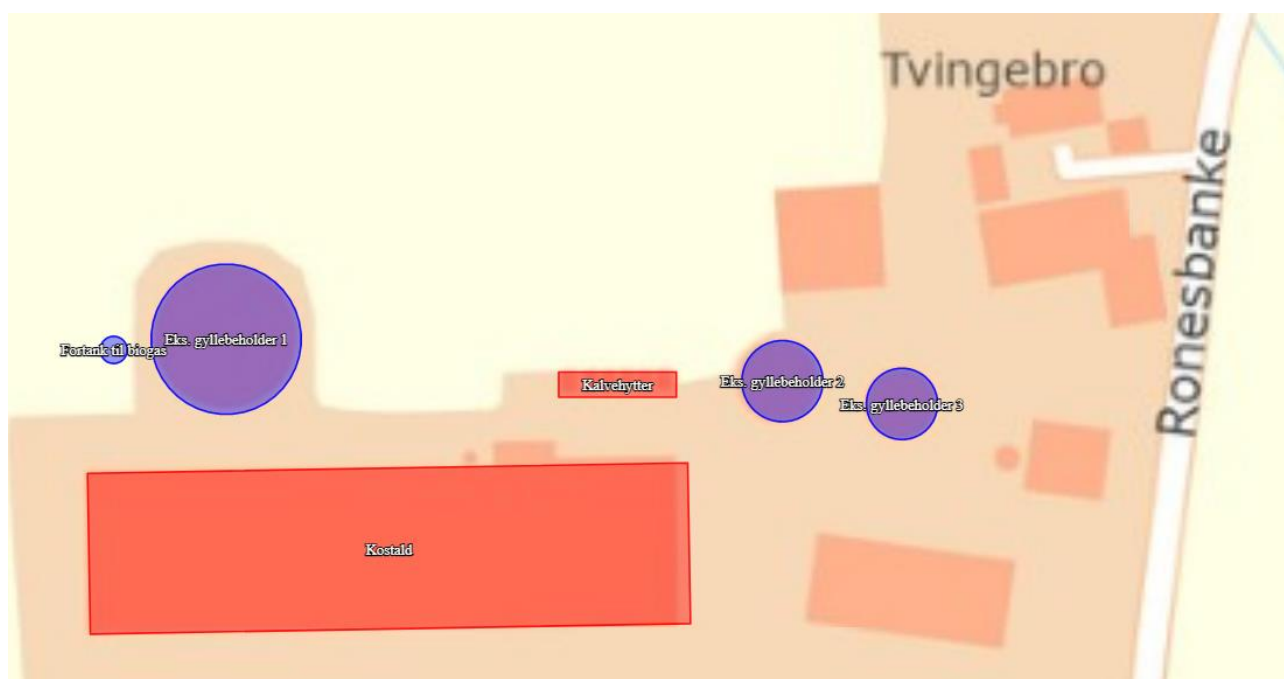 Tvingebro
Ronesbanke
Eks. gyllebeholder 1
Fortank til biogas
Kalvehytter
Eks. gyllebeholder 2
Eks. gyllebeholder 3
Kostald